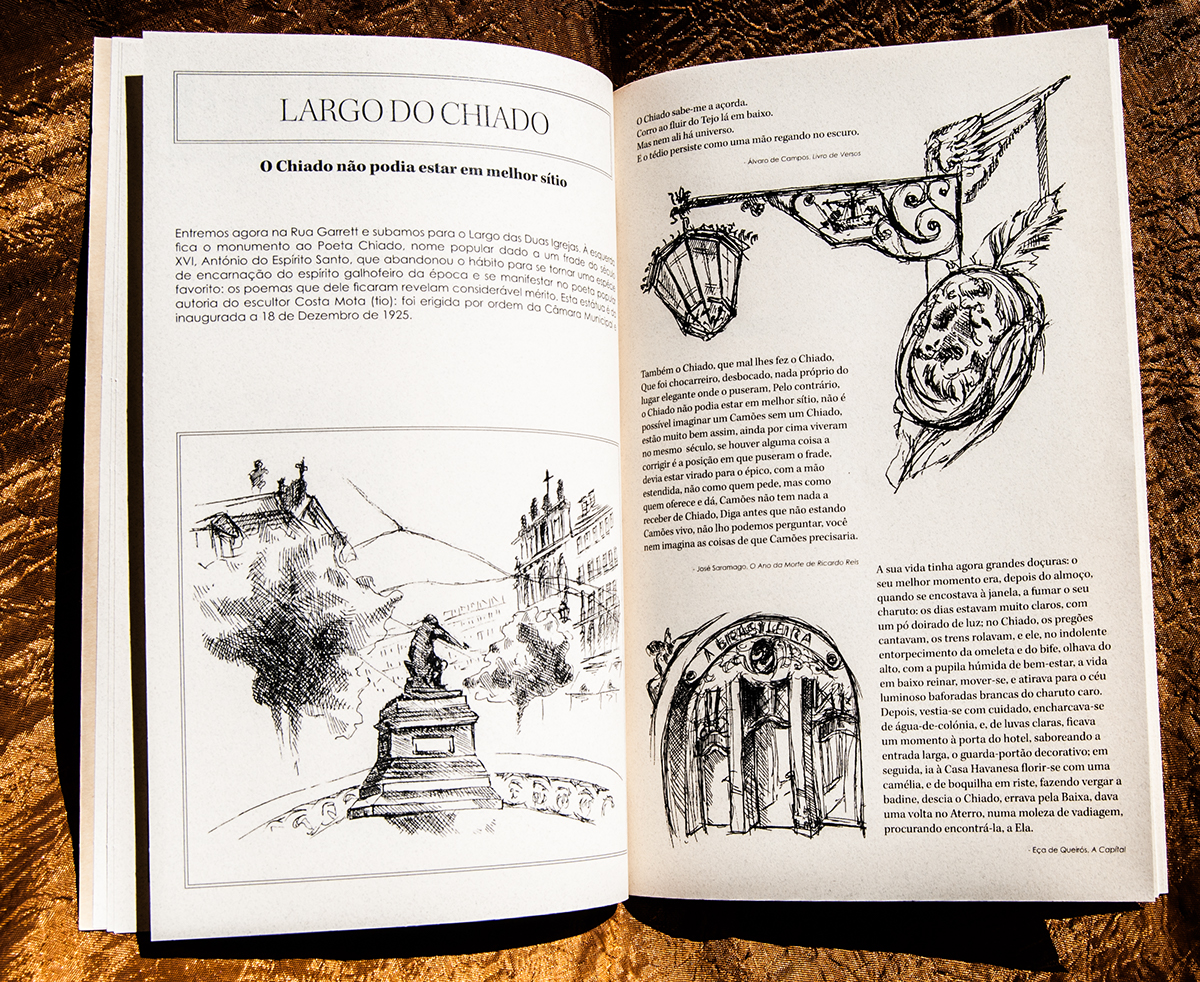 LARGO DO CHIADO
O Chiado não podia estar em melhor sítio
Entremos agora na Rua Garrett e subamos para o Largo das Duas Igrejas. À esquerda
fica o monumento ao Poeta Chiado, nome popular dado a um frade do século
XVI, António do Espírito Santo, que abandonou o hábito para se tornar uma espécie
de encarnação do espírito galhofeiro da época e se manifestar no poeta popular
favorito: os poemas que dele ficaram revelam considerável mérito. Esta estátua é da
autoria do escultor Costa Mota (tio): foi erigida por ordem da Câmara Municipal e
inaugurada a 18 de Dezembro de 1925.
O Chiado sabe-me a açorda.
Corro ao fluir do Tejo lá em baixo.
Mas nem ali há universo.
E o tédio persiste como uma mão regando no escuro.
- Álvaro de Campos, Livro de Versos
Também o Chiado, que mal lhes fez o Chiado,
Que foi chocarreiro, desbocado, nada próprio do
lugar elegante onde o puseram, Pelo contrário,
o Chiado não podia estar em melhor sítio, não é
possível imaginar um Camões sem um Chiado,
estão muito bem assim, ainda por cima viveram
no mesmo século, se houver alguma coisa a
corrigir é a posição em que puseram o frade,
devia estar virado para o épico, com a mão
estendida, não como quem pede, mas como
quem oferece e dá, Camões não tem nada a
receber de Chiado, Diga antes que não estando
Camões vivo, não lho podemos perguntar, você
nem imagina as coisas de que Camões precisaria.
- José Saramago, O Ano da Morte de Ricardo Reis
A BRASILEIRA
A sua vida tinha agora grandes doçuras: o
seu melhor momento era, depois do almoço,
quando se encostava à janela, a fumar o seu
charuto: os dias estavam muito claros, com
um pó doirado de luz; no Chiado, os pregões
cantavam, os trens rolavam, e ele, no indolente
entorpecimento da omeleta e do bife, olhava do
alto, com a pupila húmida de bem-estar, a vida
em baixo reinar, mover-se, e atirava para o céu
luminoso baforadas brancas do charuto caro.
Depois, vestia-se com cuidado, encharcava-se
de água-de-colónia, e, de luvas claras, ficava
um momento à porta do hotel, saboreando a
entrada larga, o guarda-portão decorativo; em
seguida, ia à Casa Havanesa florir-se com uma
camélia, e de boquilha em riste, fazendo vergar a
badine, descia o Chiado, errava pela Baixa, dava
uma volta no Aterro, numa moleza de vadiagem,
procurando encontrá-la, a Ela.
- Eça de Queirós, A Capital